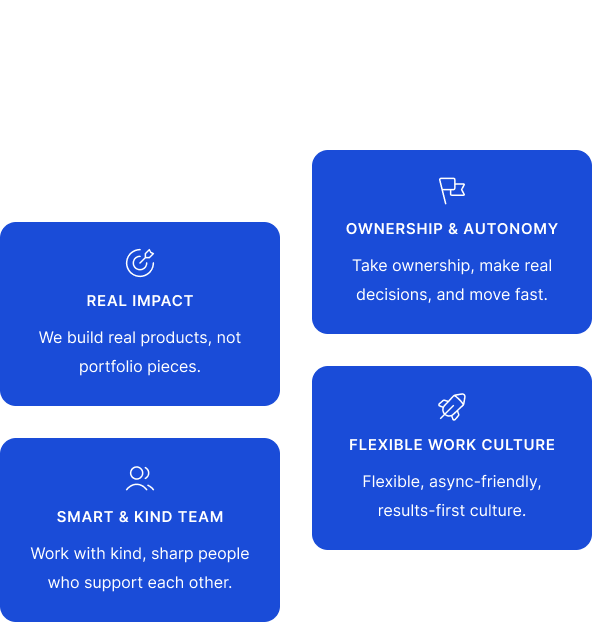 REAL IMPACT
We build real products, not
portfolio pieces.
SMART & KIND TEAM
Work with kind, sharp people
who support each other.
OWNERSHIP & AUTONOMY
Take ownership, make real
decisions, and move fast.
FLEXIBLE WORK CULTURE
Flexible, async-friendly,
results-first culture.